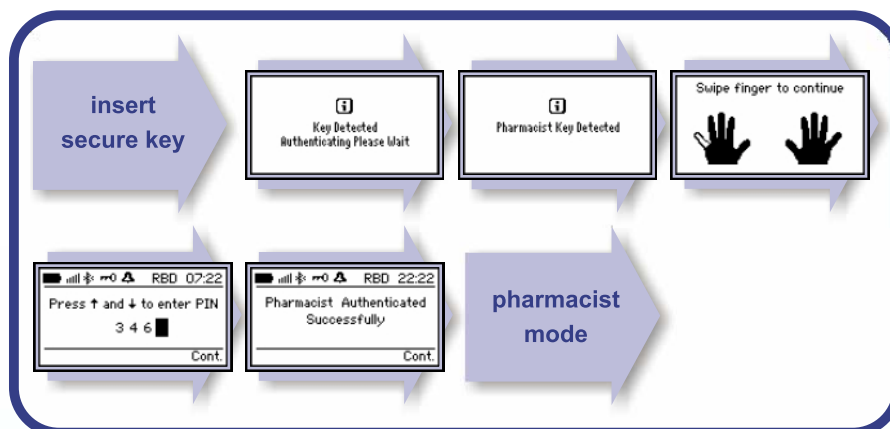 insert
secure key
Key Detected
Authenticating Please Wait
Pharmacist Key Detected
Swipe finger to continue
RBD 07:22
Press ↑ and ↓ to enter PIN
3 4 6
Cont.
RBD 22:22
Pharmacist Authenticated
Successfully
Cont.
pharmacist
mode